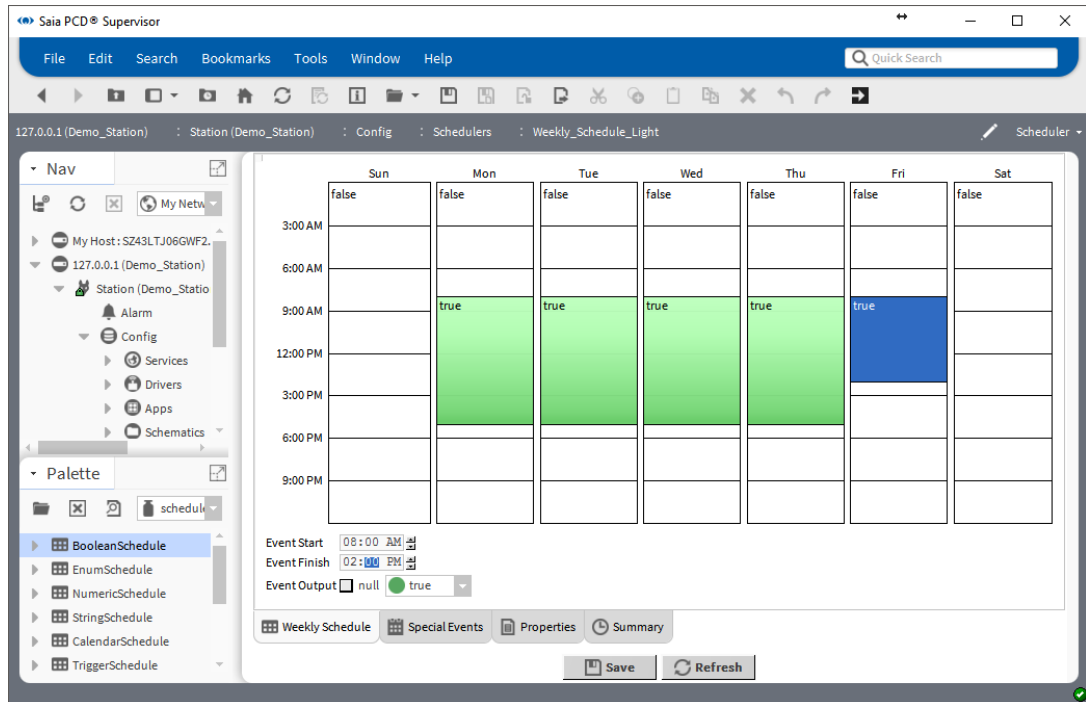 Saia PCD® Supervisor
File Edit Search Bookmarks Tools Window Help
Quick Search
127.0.0.1 (Demo_Station) : Station (Demo_Station) : Config : Schedulers : Weekly_Schedule_Light
Scheduler
Nav
My Netw
My Host : SZ43LTJ06GWF2.
127.0.0.1 (Demo_Station)
Station (Demo_Statio
Alarm
Config
Services
Drivers
Apps
Schematics
Palette
schedule
BooleanSchedule
EnumSchedule
NumericSchedule
StringSchedule
CalendarSchedule
TriggerSchedule
Sun Mon Tue Wed Thu Fri Sat
false false false false false false false
3:00 AM
6:00 AM
9:00 AM
true true true true true
12:00 PM
3:00 PM
6:00 PM
9:00 PM
Event Start 08:00 AM
Event Finish 02:00 PM
Event Output null true
Weekly Schedule Special Events Properties Summary
Save Refresh